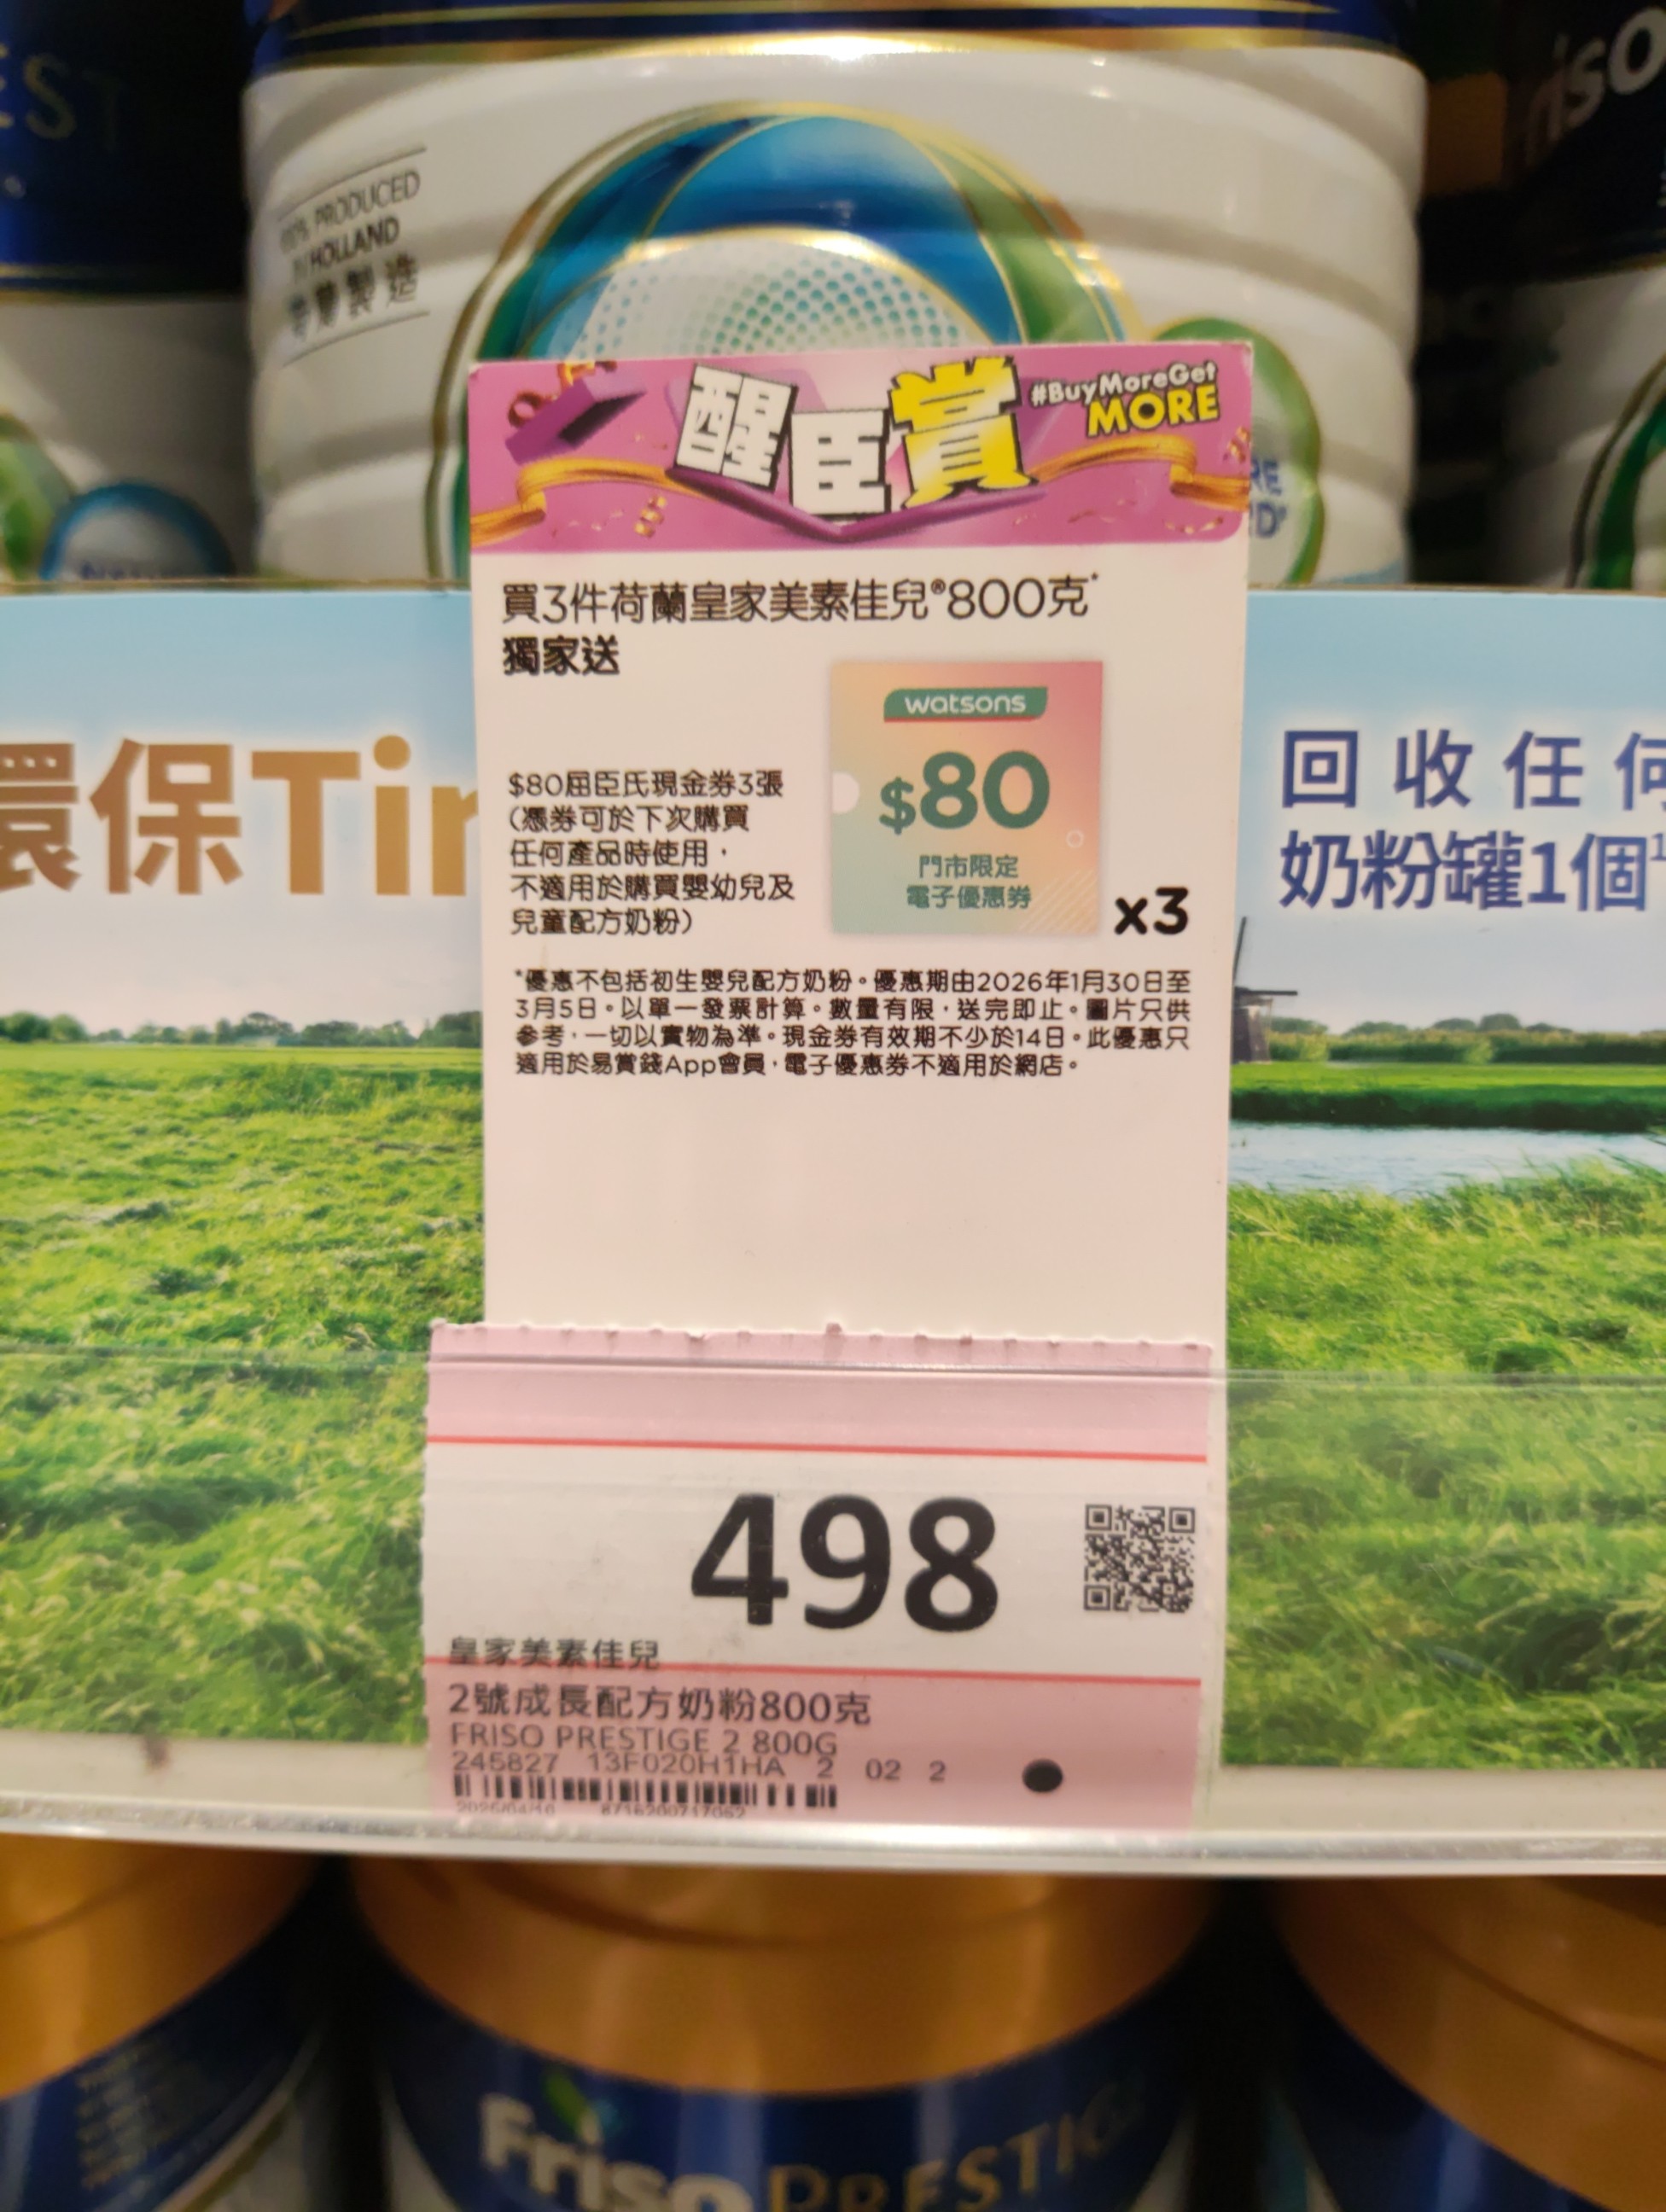 PRODUCED
HOLLAND
製造
醒臣賞
#BuyMoreGet
MORE
買3件荷蘭皇家美素佳兒®800克*
獨家送
$80屈臣氏現金券3張
(憑券可於下次購買
任何產品時使用，
不適用於購買嬰幼兒及
兒童配方奶粉)
watsons
$80
門市限定
電子優惠券
x3
*優惠不包括初生嬰兒配方奶粉。優惠期由2026年1月30日至
3月5日。以單一發票計算。數量有限，送完即止。圖片只供
參考，一切以實物為準。現金券有效期不少於14日。此優惠只
適用於易賞錢App會員，電子優惠券不適用於網店。
環保Tin
回收任何
奶粉罐1個1
498
皇家美素佳兒
2號成長配方奶粉800克
FRISO PRESTIGE 2 800G
245827 13F020H1HA 2 02 2
8716200717052
Friso PRESTIGE